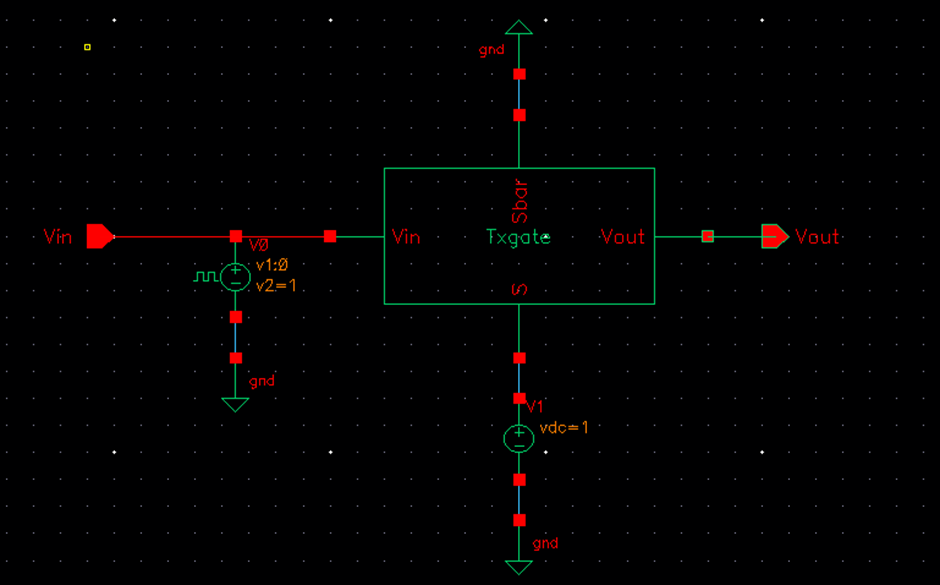 gnd
Sbar
Vin
Vin
Txgate
Vout
Vout
V0
v1:0
v2=1
S
gnd
V1
vdc=1
gnd